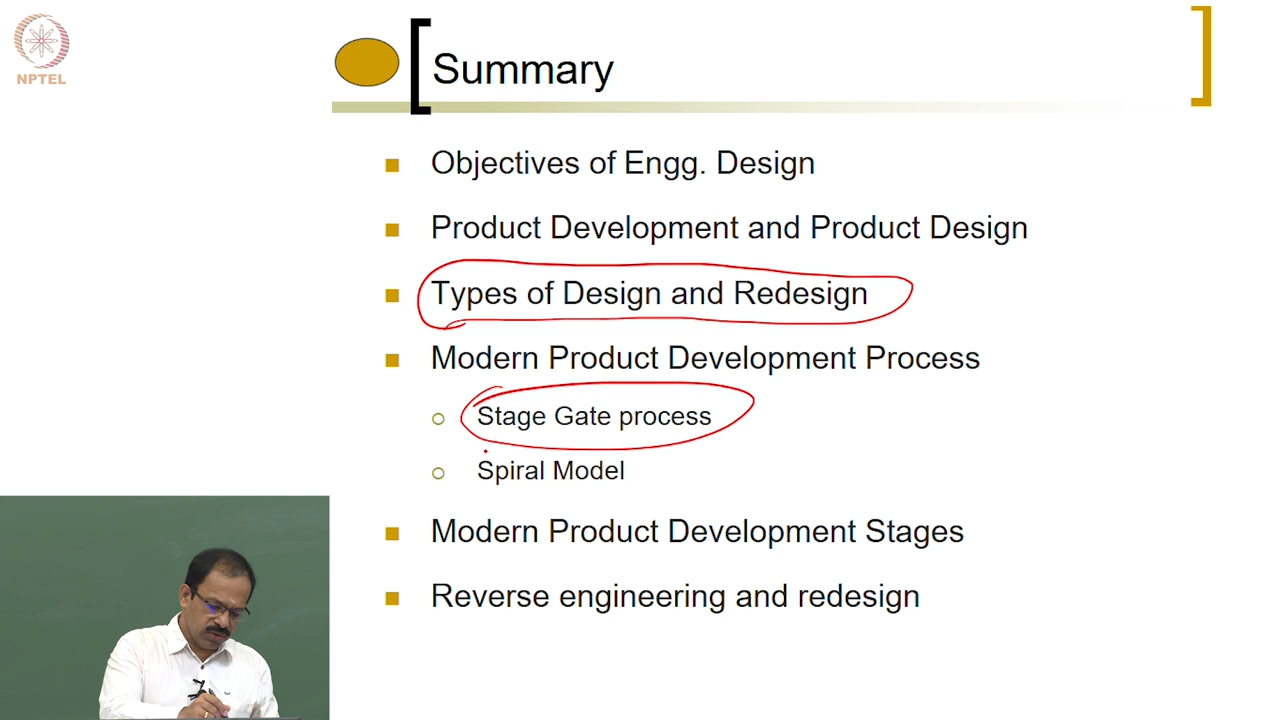 NPTEL
Summary
Objectives of Engg. Design
Product Development and Product Design
Types of Design and Redesign
Modern Product Development Process
Stage Gate process
Spiral Model
Modern Product Development Stages
Reverse engineering and redesign